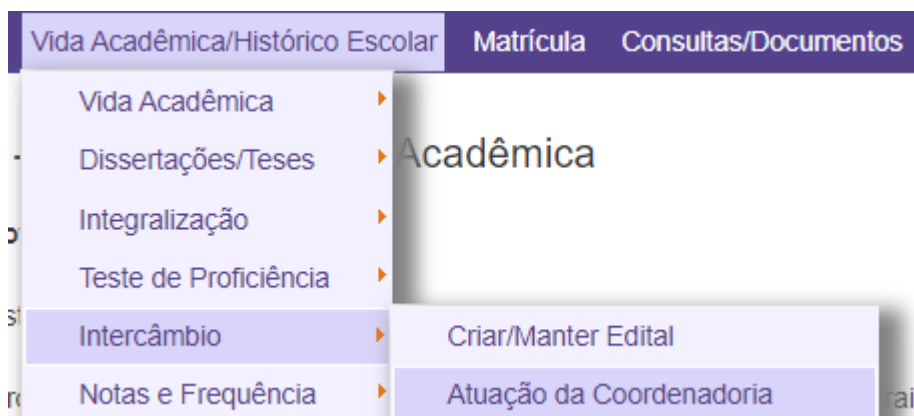 Vida Acadêmica/Histórico Escolar Matrícula Consultas/Documentos
Vida Acadêmica
Acadêmica
Dissertações/Teses
Integralização
Teste de Proficiência
Intercâmbio
Criar/Manter Edital
Notas e Frequência
Atuação da Coordenadoria